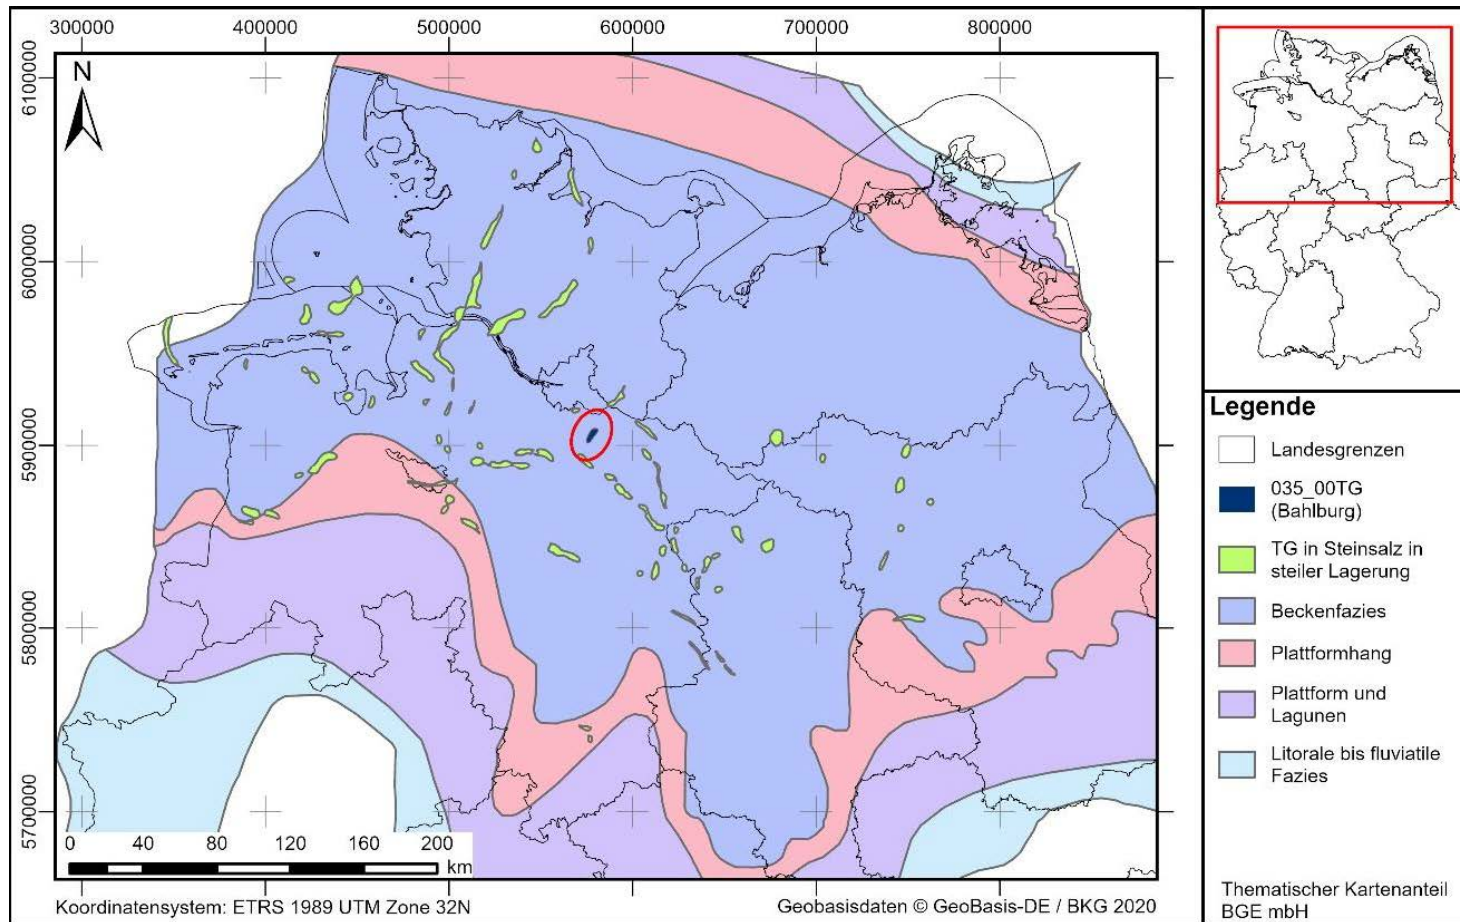 300000 400000 500000 600000 700000 800000
6100000
6000000
5900000
5800000
5700000
N
0 40 80 120 160 200
km
Koordinatensystem: ETRS 1989 UTM Zone 32N
Geobasisdaten © GeoBasis-DE / BKG 2020
Legende
Landesgrenzen
035_00TG
(Bahlburg)
TG in Steinsalz in
steiler Lagerung
Beckenfazies
Plattformhang
Plattform und
Lagunen
Litorale bis fluviatile
Fazies
Thematischer Kartenanteil
BGE mbH